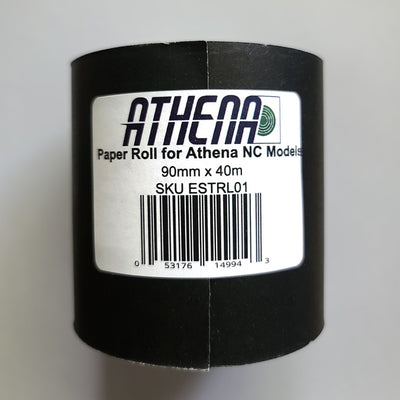 ATHENA
Paper Roll for Athena NC Models
90mm x 40m
SKU ESTRL01
0 53176 14994 3